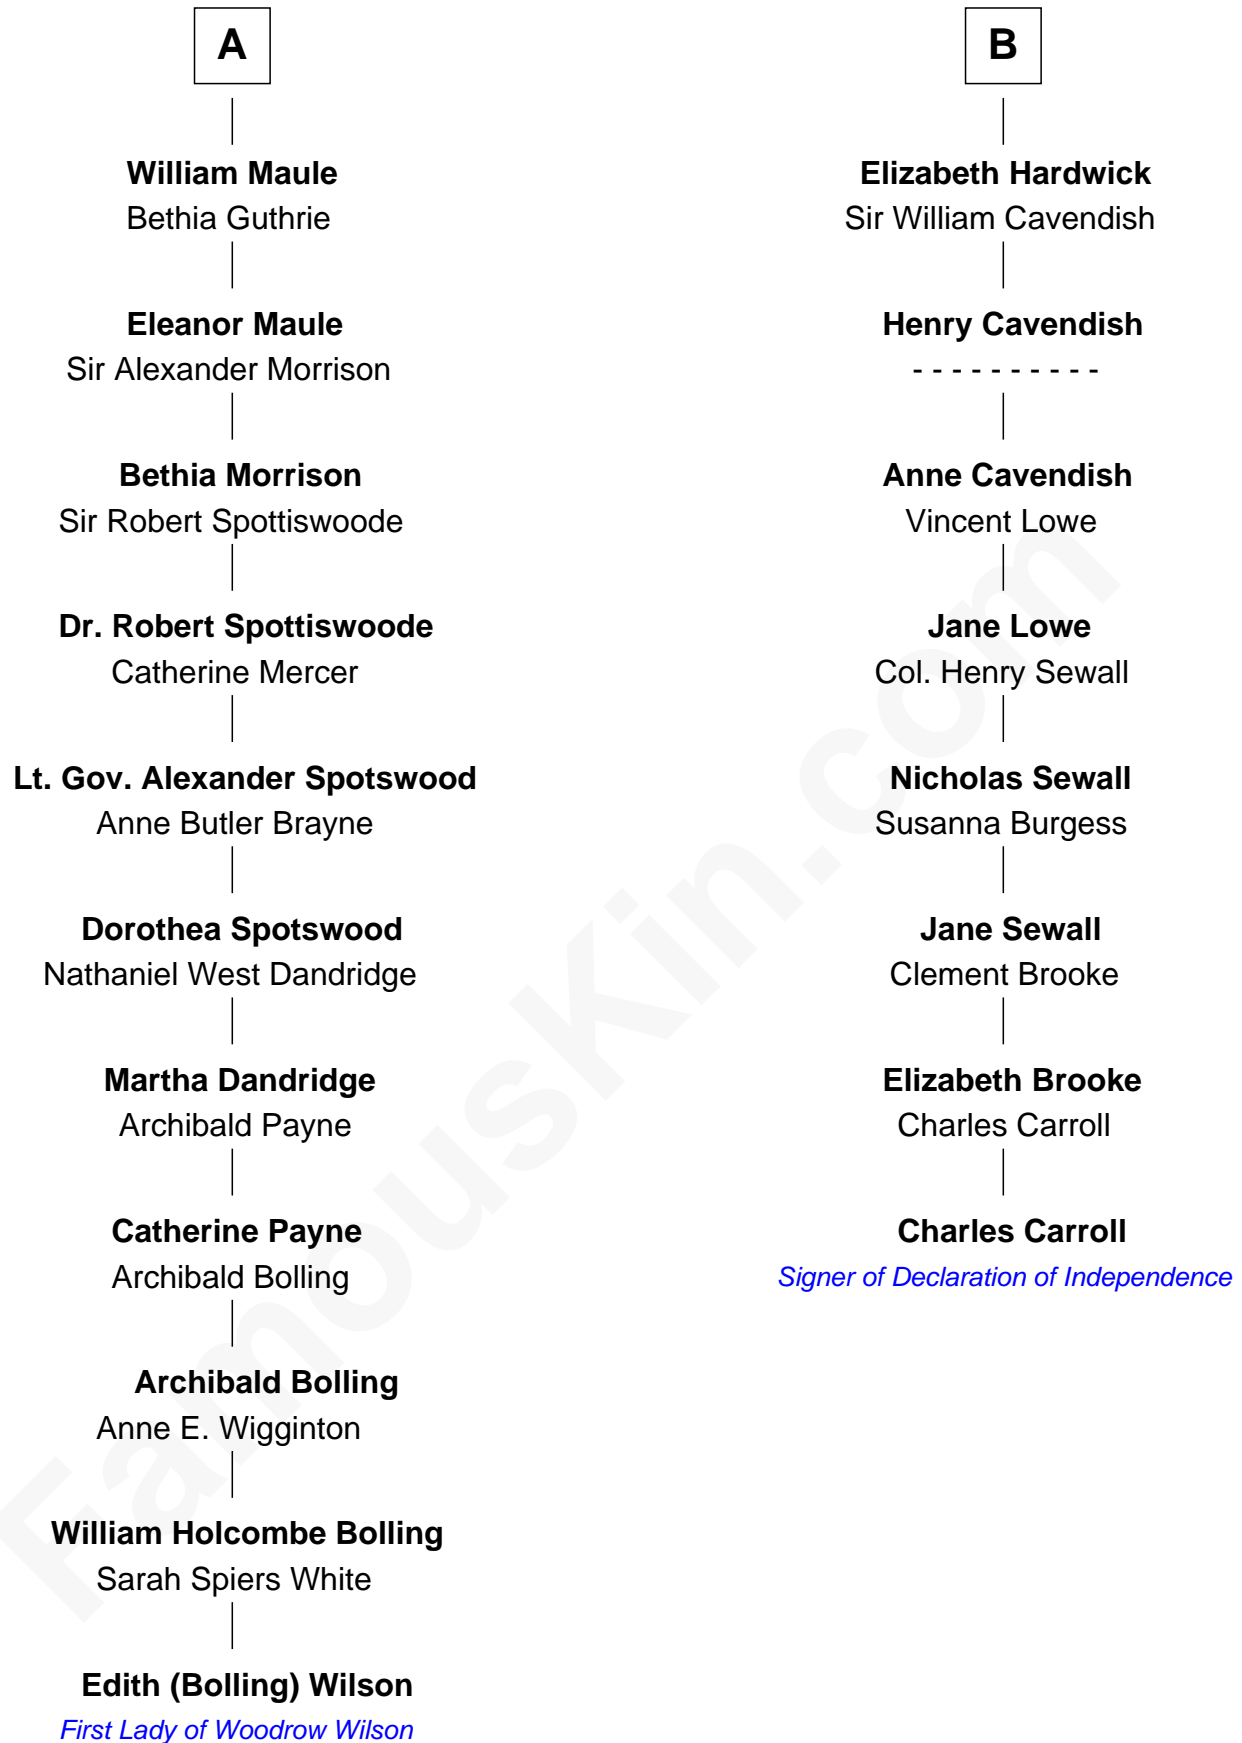 A
William Maule
Bethia Guthrie
Eleanor Maule
Sir Alexander Morrison
Bethia Morrison
Sir Robert Spottiswoode
Dr. Robert Spottiswoode
Catherine Mercer
Lt. Gov. Alexander Spotswood
Anne Butler Brayne
Dorothea Spotswood
Nathaniel West Dandridge
Martha Dandridge
Archibald Payne
Catherine Payne
Archibald Bolling
Archibald Bolling
Anne E. Wigginton
William Holcombe Bolling
Sarah Spiers White
Edith (Bolling) Wilson
First Lady of Woodrow Wilson
B
Elizabeth Hardwick
Sir William Cavendish
Henry Cavendish
- - - - - - - - - -
Anne Cavendish
Vincent Lowe
Jane Lowe
Col. Henry Sewall
Nicholas Sewall
Susanna Burgess
Jane Sewall
Clement Brooke
Elizabeth Brooke
Charles Carroll
Charles Carroll
Signer of Declaration of Independence
FamousKin.com